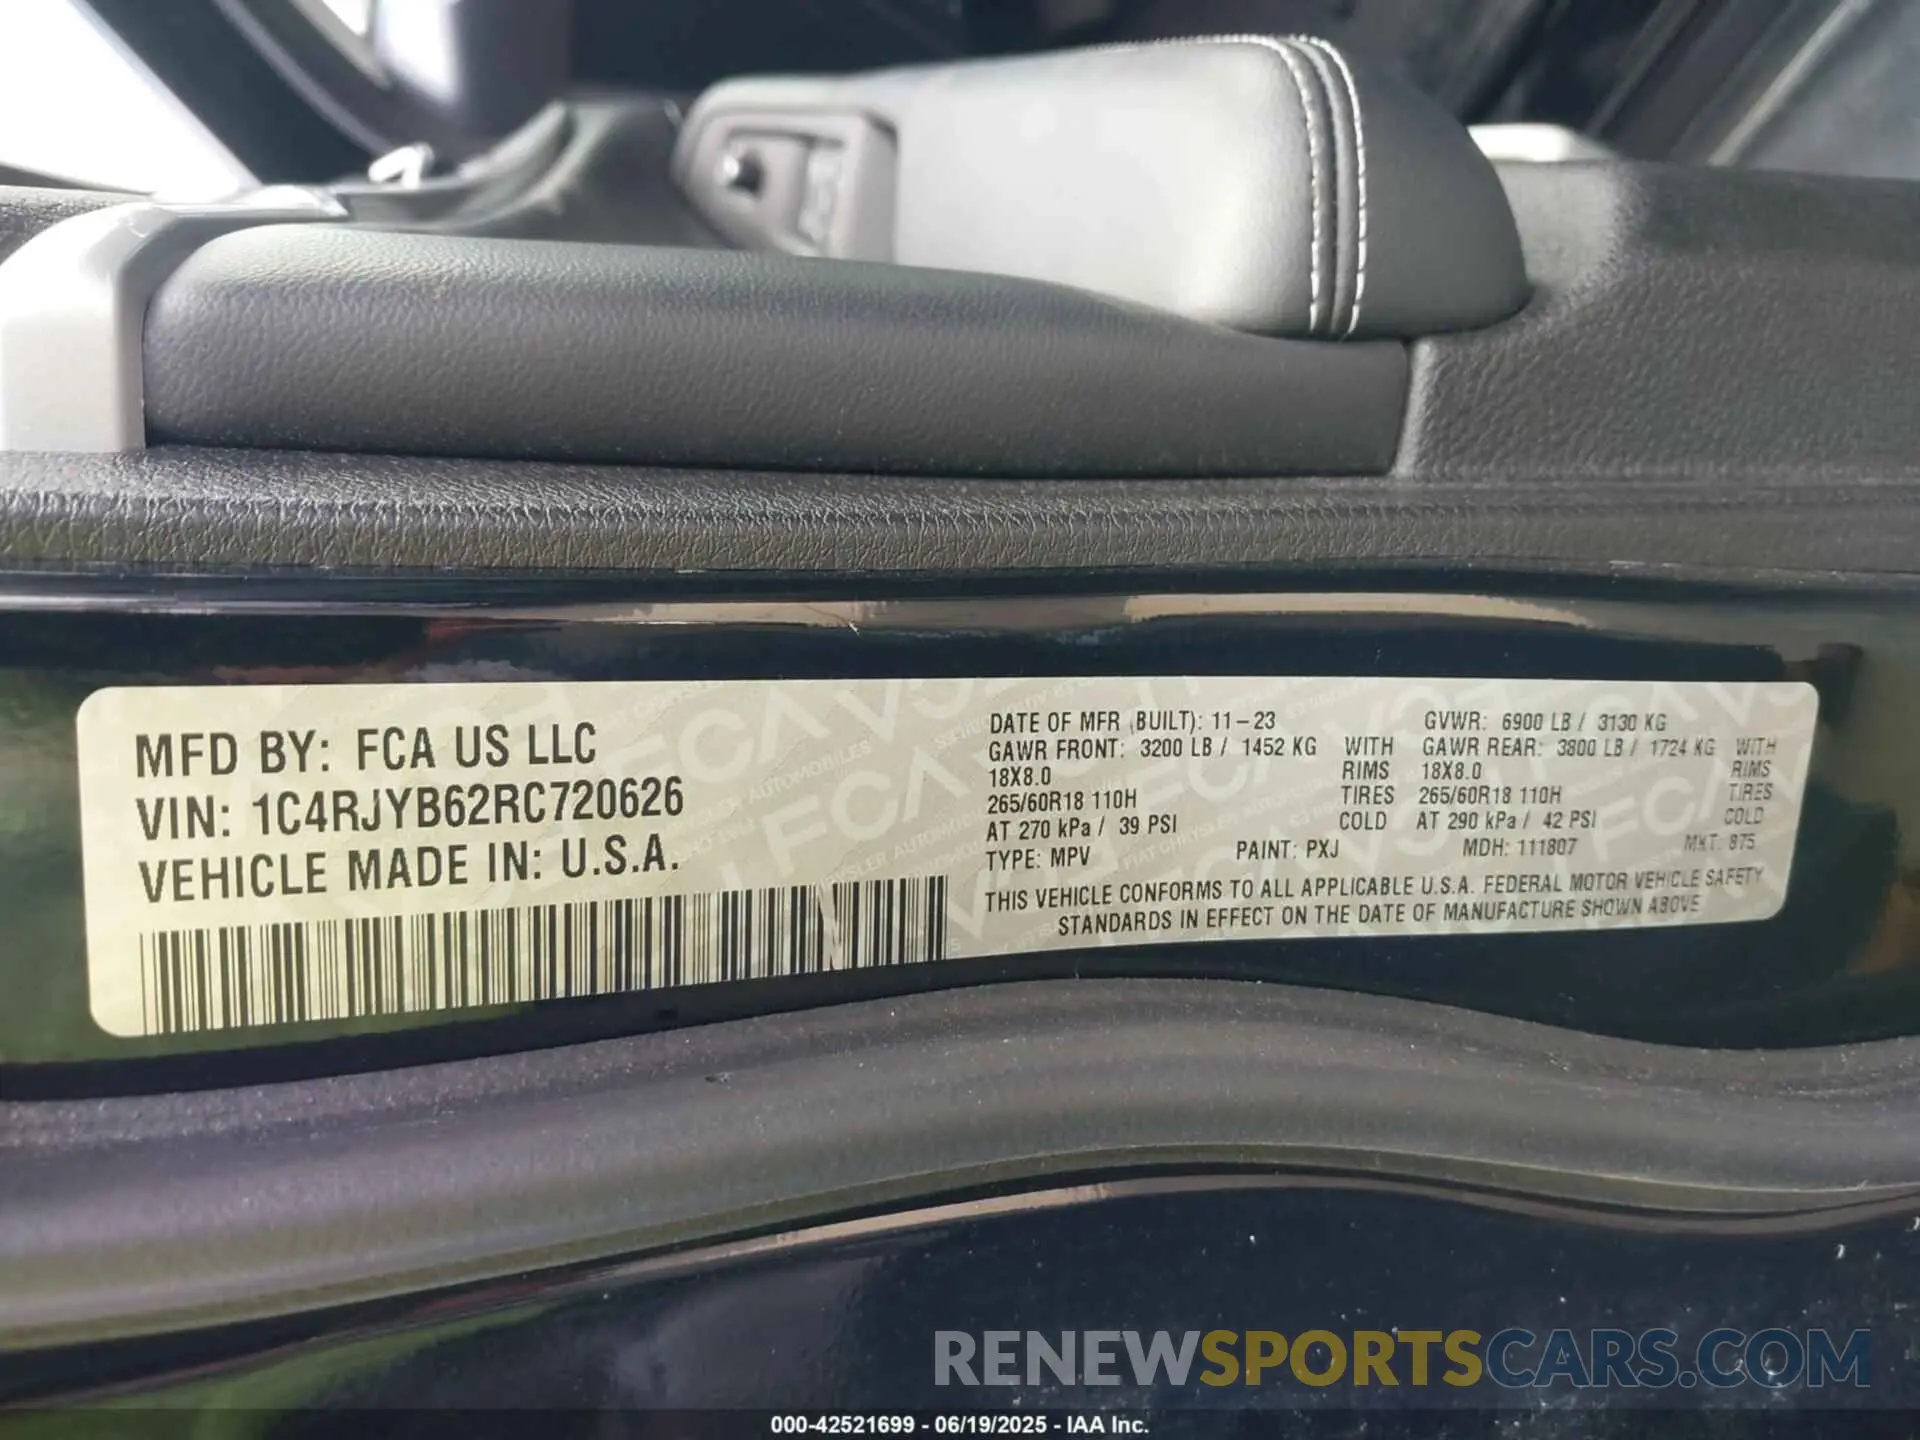 MFD BY: FCA US LLC
VIN: 1C4RJYB62RC720626
VEHICLE MADE IN: U.S.A.
DATE OF MFR (BUILT): 11-23 GVWR: 6900 LB / 3130 KG
GAWR FRONT: 3200 LB / 1452 KG WITH GAWR REAR: 3800 LB / 1724 KG WITH
18X8.0 RIMS 18X8.0 RIMS
265/60R18 110H TIRES 265/60R18 110H TIRES
AT 270 kPa / 39 PSI COLD AT 290 kPa / 42 PSI COLD
TYPE: MPV PAINT: PXJ MDH: 111807 MKT: 875
THIS VEHICLE CONFORMS TO ALL APPLICABLE U.S.A. FEDERAL MOTOR VEHICLE SAFETY
STANDARDS IN EFFECT ON THE DATE OF MANUFACTURE SHOWN ABOVE
RENEWSPORTSCARS.COM
000-42521699 - 06/19/2025 - IAA Inc.